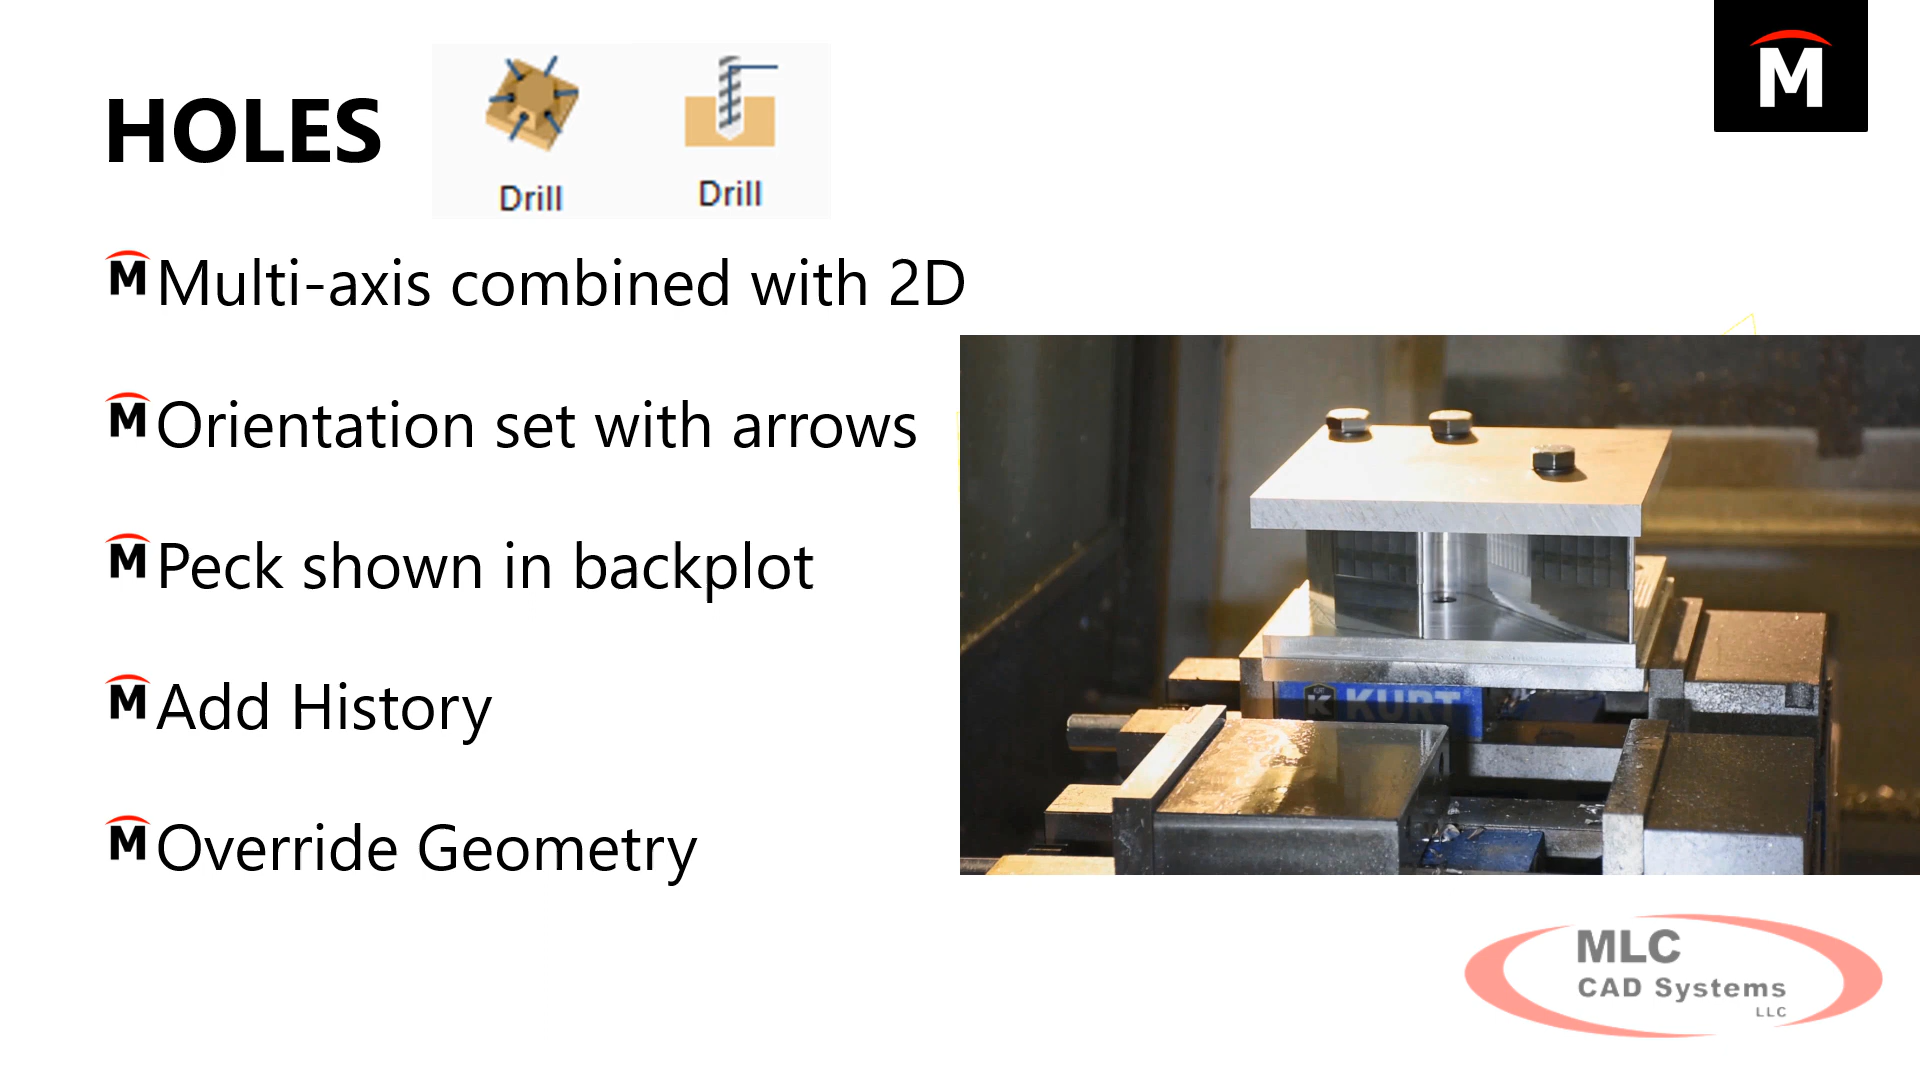 M
HOLES
Drill
Drill
Multi-axis combined with 2D
Orientation set with arrows
Peck shown in backplot
Add History
Override Geometry
KURT
K KURT
MLC
CAD Systems
LLC